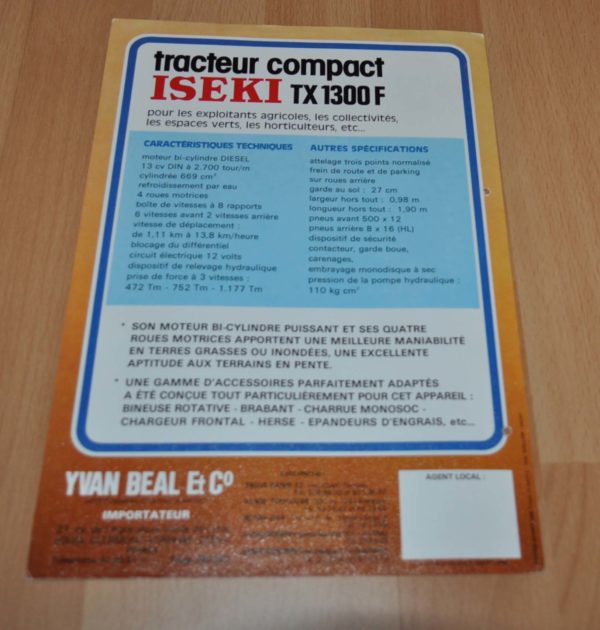 tracteur compact
ISEKI TX 1300 F
pour les exploitants agricoles, les collectivités,
les espaces verts, les horticulteurs, etc...
CARACTÉRISTIQUES TECHNIQUES
moteur bi-cylindre DIESEL
13 cv DIN à 2.700 tour/m
cylindrée 669 cm³
refroidissement par eau
4 roues motrices
boîte de vitesses à 8 rapports
6 vitesses avant 2 vitesses arrière
vitesse de déplacement :
de 1,11 km à 13,8 km/heure
blocage du différentiel
circuit électrique 12 volts
dispositif de relevage hydraulique
prise de force à 3 vitesses :
472 Tm - 752 Tm - 1.177 Tm
AUTRES SPÉCIFICATIONS
attelage trois points normalisé
frein de route et de parking
sur roues arrière
garde au sol : 27 cm
largeur hors tout : 0,98 m
longueur hors tout : 1,90 m
pneus avant 500 x 12
pneus arrière 8 x 16 (HL)
dispositif de sécurité
contacteur, garde boue,
carenages,
embrayage monodisque à sec
pression de la pompe hydraulique :
110 kg cm²
* SON MOTEUR BI-CYLINDRE PUISSANT ET SES QUATRE
ROUES MOTRICES APPORTENT UNE MEILLEURE MANIABILITÉ
EN TERRES GRASSES OU INONDÉES, UNE EXCELLENTE
APTITUDE AUX TERRAINS EN PENTE.
* UNE GAMME D'ACCESSOIRES PARFAITEMENT ADAPTÉS
A ÉTÉ CONÇUE TOUT PARTICULIÈREMENT POUR CET APPAREIL :
BINEUSE ROTATIVE - BRABANT - CHARRUE MONOSOC -
CHARGEUR FRONTAL - HERSE - EPANDEURS D'ENGRAIS, etc...
YVAN BEAL & C°
IMPORTATEUR
AGENT LOCAL :